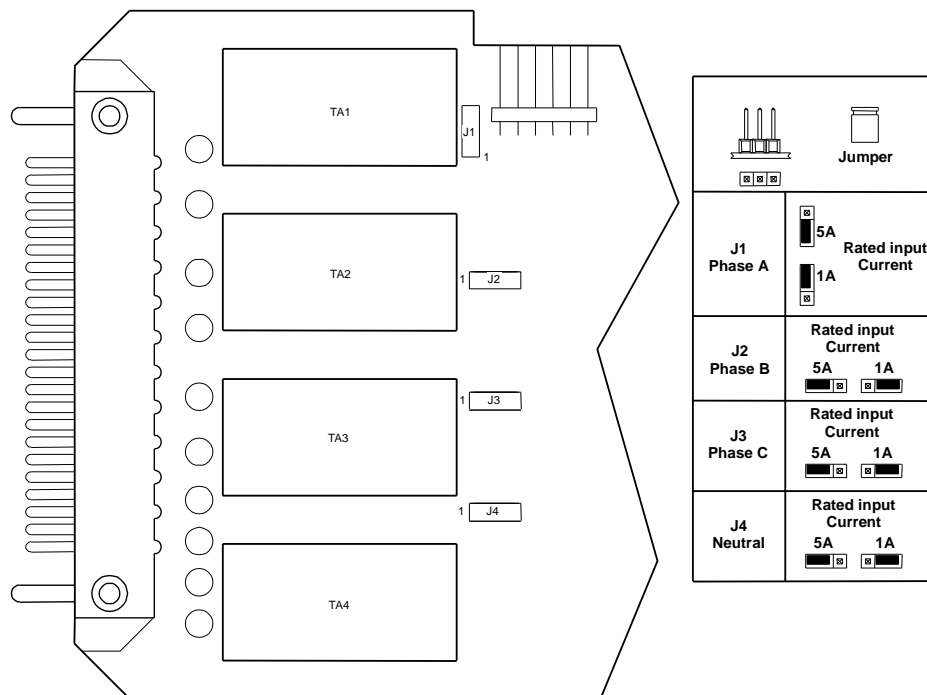 TA1
J1
1
TA2
1
J2
TA3
1
J3
1
J4
TA4
Jumper
J1
Phase A
5A
1A
Rated input
Current
J2
Phase B
Rated input
Current
5A 1A
J3
Phase C
Rated input
Current
5A 1A
J4
Neutral
Rated input
Current
5A 1A